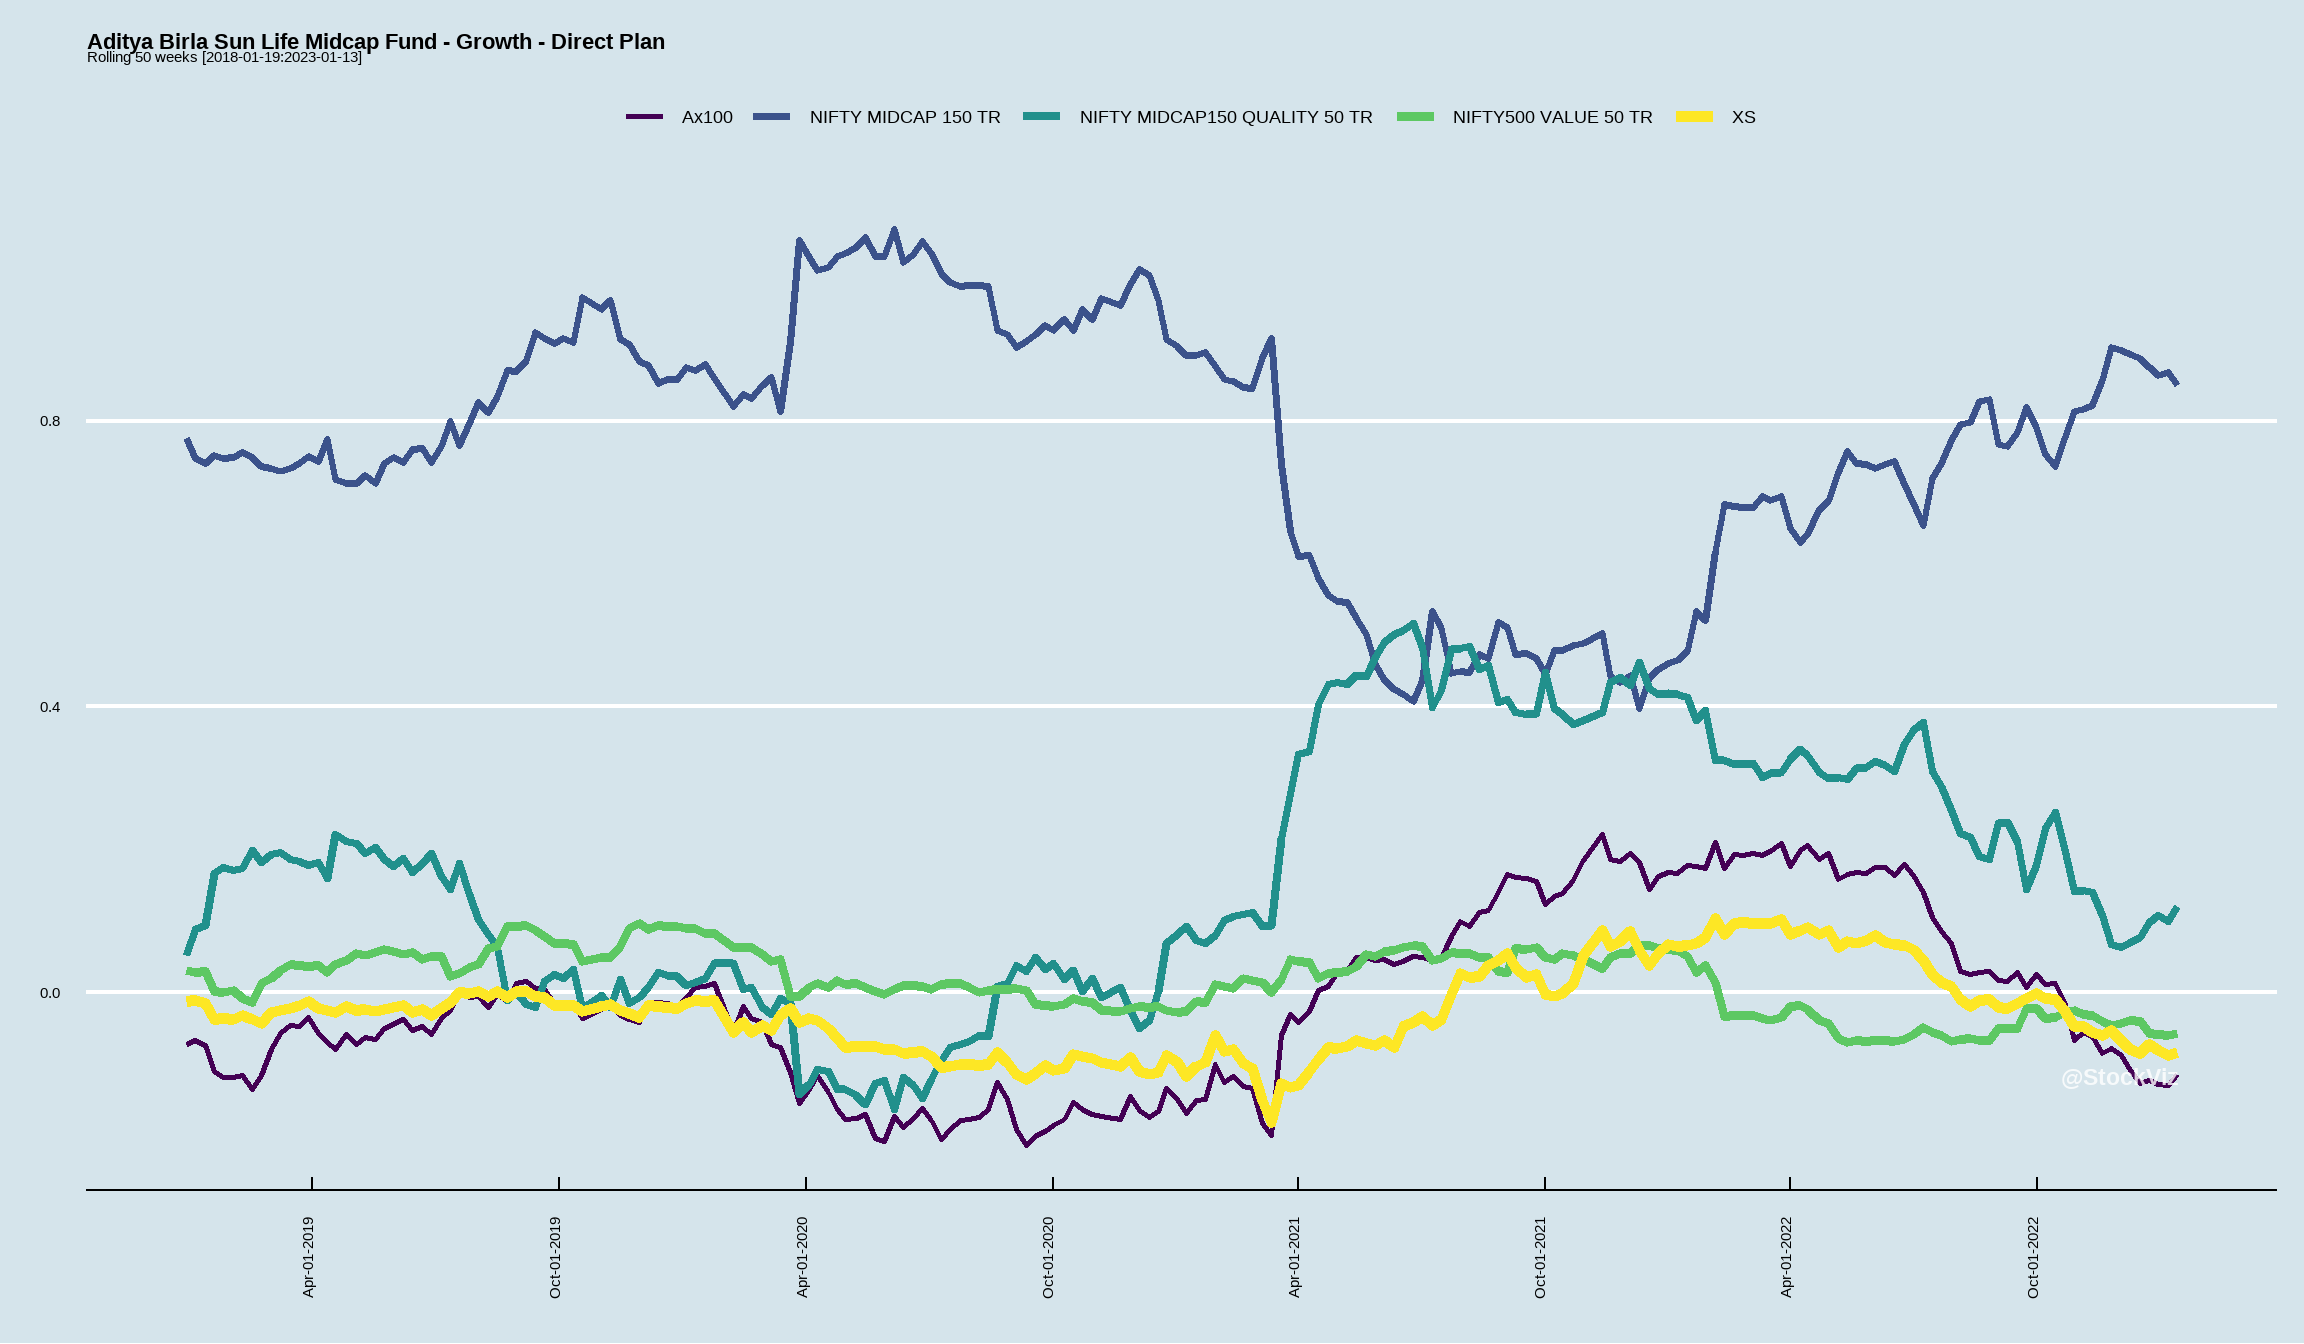 Aditya Birla Sun Life Midcap Fund - Growth - Direct Plan
Rolling 50 weeks [2018-01-19:2023-01-13]
Ax100 NIFTY MIDCAP 150 TR NIFTY MIDCAP150 QUALITY 50 TR NIFTY500 VALUE 50 TR XS
0.8
0.4
0.0
@StockViz
Apr-01-2019 Oct-01-2019 Apr-01-2020 Oct-01-2020 Apr-01-2021 Oct-01-2021 Apr-01-2022 Oct-01-2022